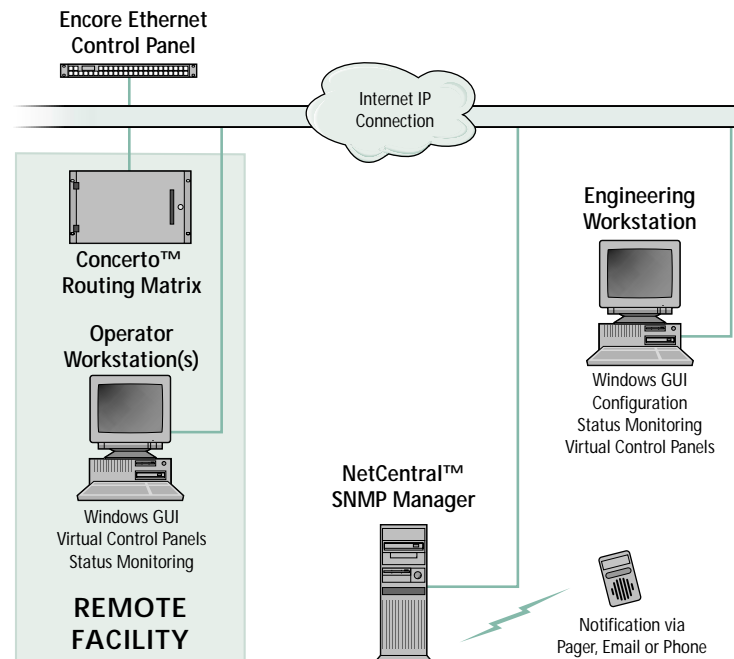 Encore Ethernet
Control Panel
Internet IP
Connection
Concerto™
Routing Matrix
Operator
Workstation(s)
Windows GUI
Virtual Control Panels
Status Monitoring
REMOTE
FACILITY
Engineering
Workstation
Windows GUI
Configuration
Status Monitoring
Virtual Control Panels
NetCentral™
SNMP Manager
Notification via
Pager, Email or Phone